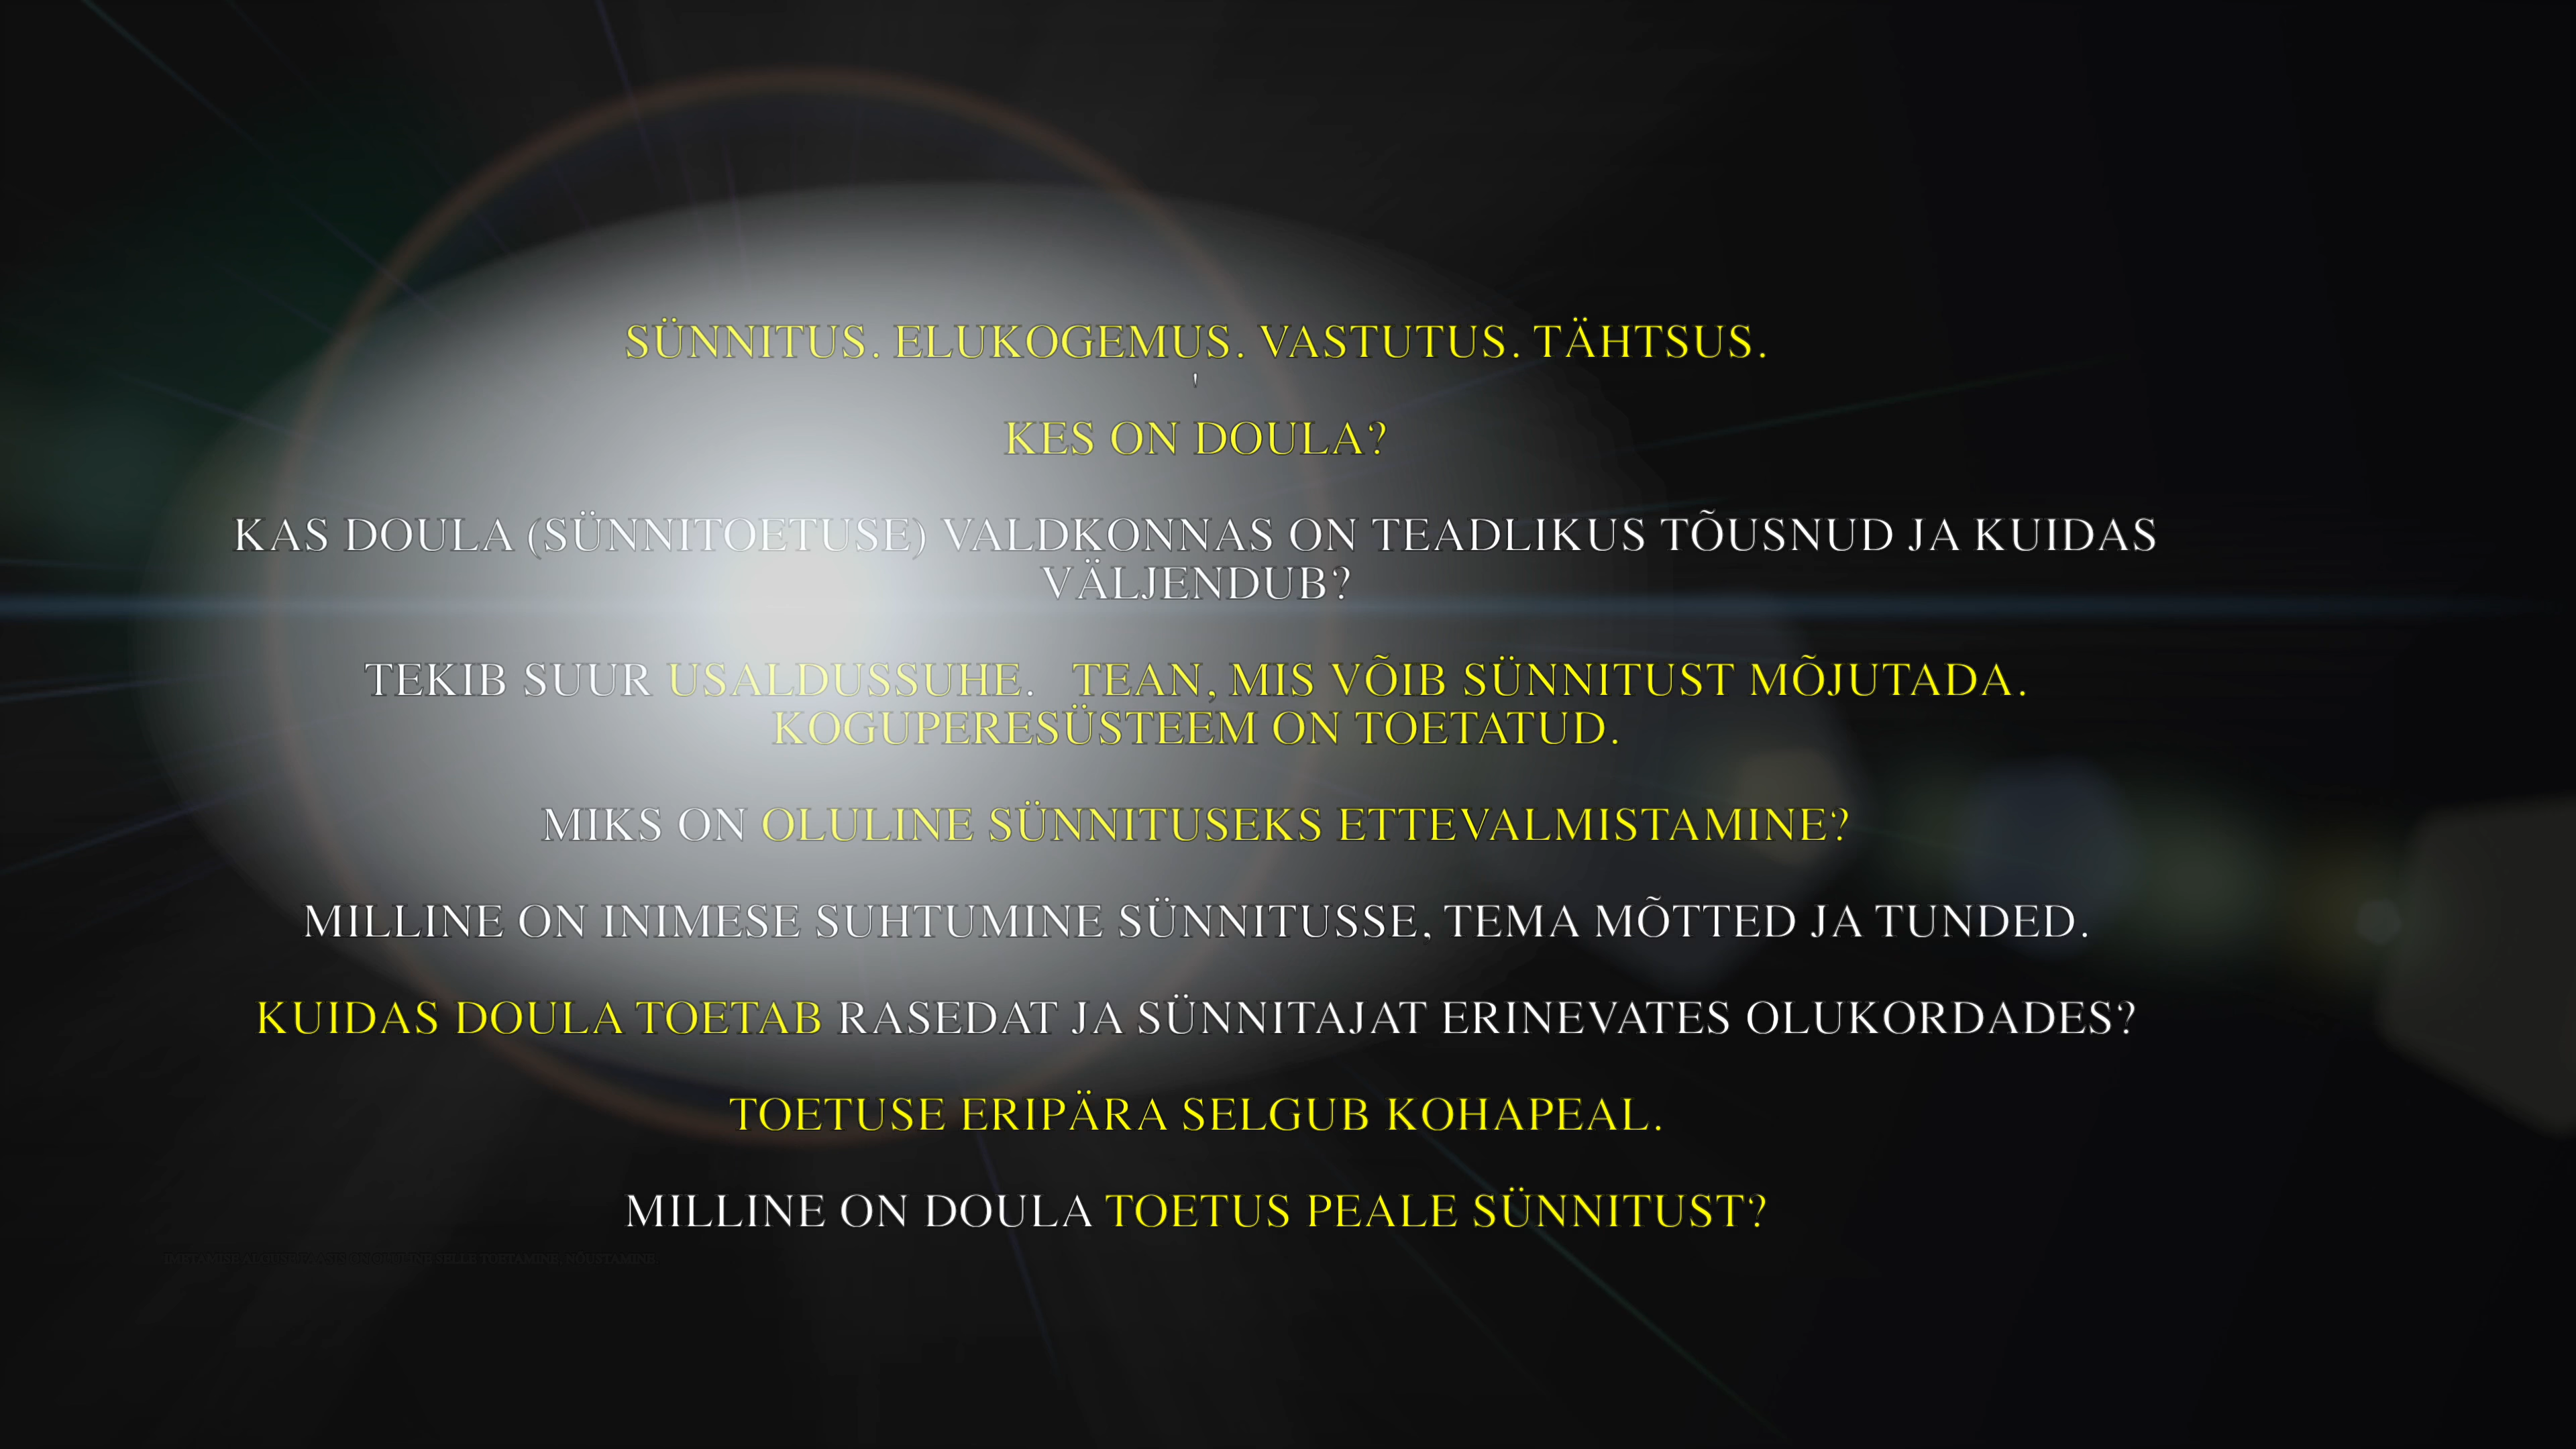 SÜNNITUS. ELUKOGEMUS. VASTUTUS. TÄHTSUS.
'
KES ON DOULA?
KAS DOULA (SÜNNITOETUSE) VALDKONNAS ON TEADLIKUS TÕUSNUD JA KUIDAS
VÄLJENDUB?
TEKIB SUUR USALDUSSUHE. TEAN, MIS VÕIB SÜNNITUST MÕJUTADA.
KOGUPERESÜSTEEM ON TOETATUD.
MIKS ON OLULINE SÜNNITUSEKS ETTEVALMISTAMINE?
MILLINE ON INIMESE SUHTUMINE SÜNNITUSSE, TEMA MÕTTED JA TUNDED.
KUIDAS DOULA TOETAB RASEDAT JA SÜNNITAJAT ERINEVATES OLUKORDADES?
TOETUSE ERIPÄRA SELGUB KOHAPEAL.
MILLINE ON DOULA TOETUS PEALE SÜNNITUST?
SELLE TOETAMINE, NÕUSTAMINE